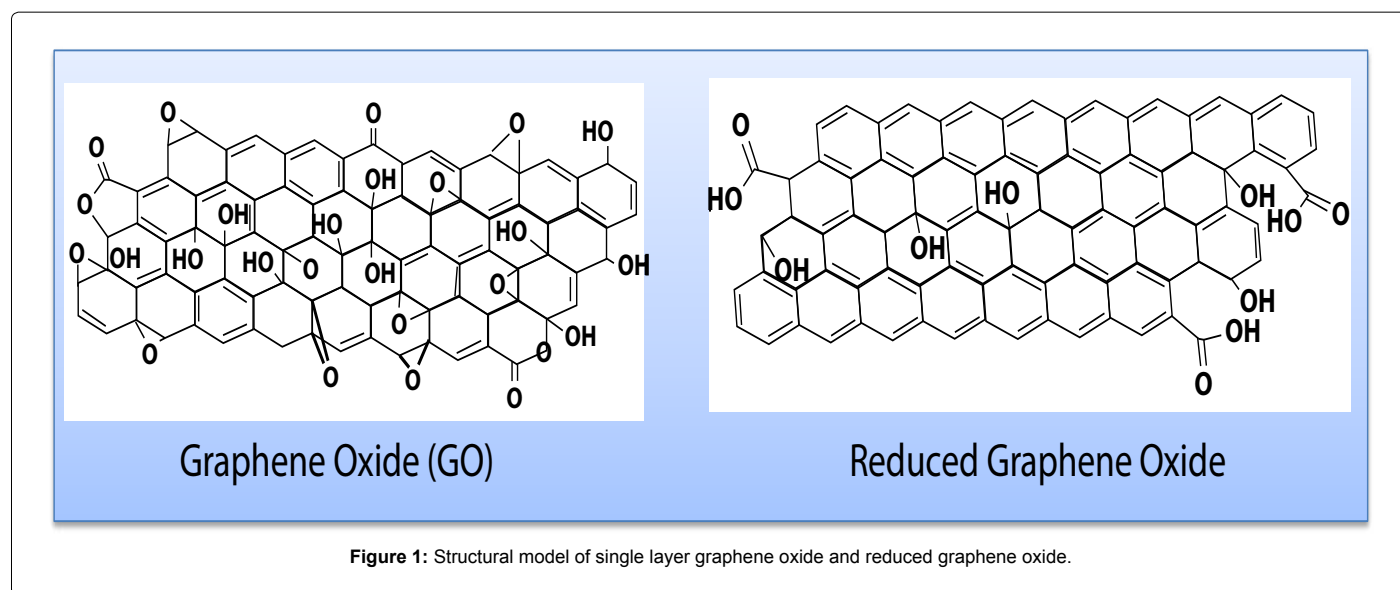 O
O
O
HO
O
OH
O
O
OH
HO
HO
O
OH
HO
HO
O
OH
OH
O
O
OH
O
O
O
O
O
Graphene Oxide (GO)
O
HO
HO
OH
HO
O
OH
OH
OH
OH
O
Reduced Graphene Oxide
Figure 1: Structural model of single layer graphene oxide and reduced graphene oxide.